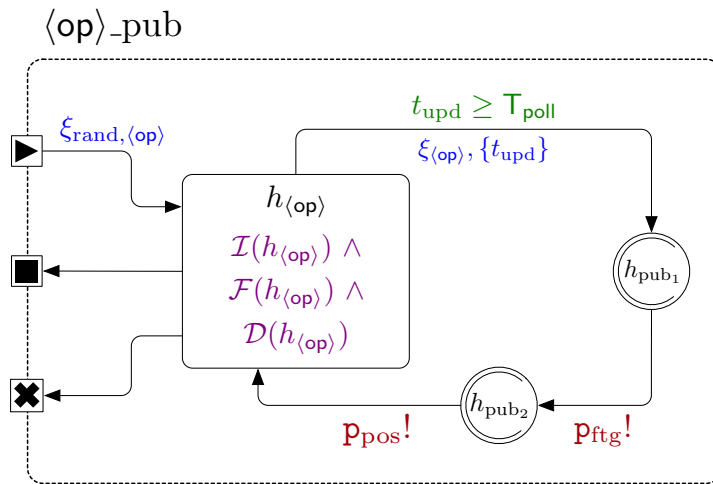 ⟨op⟩_pub
t_upd ≥ T_poll
ξ_rand,⟨op⟩
ξ_⟨op⟩, {t_upd}
h_⟨op⟩
ℐ(h_⟨op⟩) ∧
ℱ(h_⟨op⟩) ∧
𝒟(h_⟨op⟩)
h_pub₁
h_pub₂
p_pos!
p_ftg!